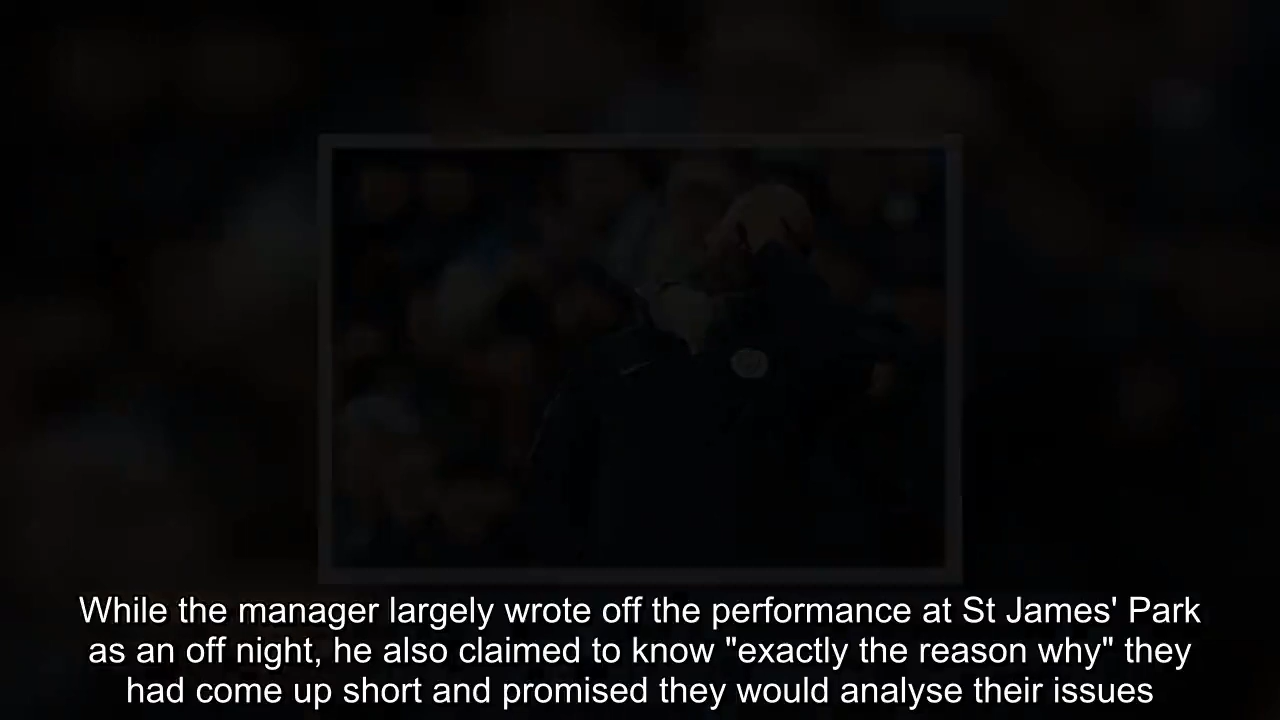 While the manager largely wrote off the performance at St James' Park
as an off night, he also claimed to know "exactly the reason why" they
had come up short and promised they would analyse their issues